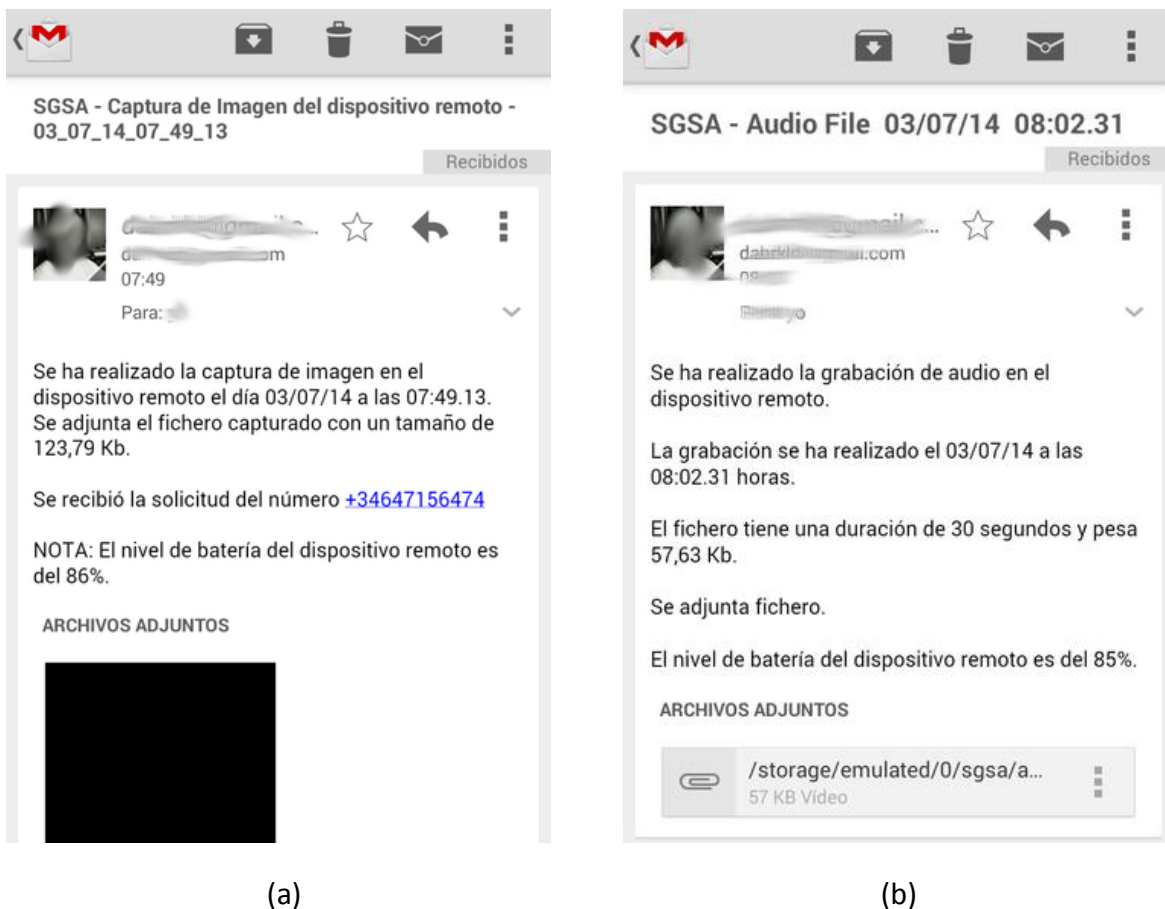 SGSA - Captura de Imagen del dispositivo remoto -
03_07_14_07_49_13
Recibidos
07:49
Para:
Se ha realizado la captura de imagen en el
dispositivo remoto el día 03/07/14 a las 07:49.13.
Se adjunta el fichero capturado con un tamaño de
123,79 Kb.
Se recibió la solicitud del número +34647156474
NOTA: El nivel de batería del dispositivo remoto es
del 86%.
ARCHIVOS ADJUNTOS
(a)
SGSA - Audio File 03/07/14 08:02.31
Recibidos
yo
Se ha realizado la grabación de audio en el
dispositivo remoto.
La grabación se ha realizado el 03/07/14 a las
08:02.31 horas.
El fichero tiene una duración de 30 segundos y pesa
57,63 Kb.
Se adjunta fichero.
El nivel de batería del dispositivo remoto es del 85%.
ARCHIVOS ADJUNTOS
/storage/emulated/0/sgsa/a...
57 KB Vídeo
(b)